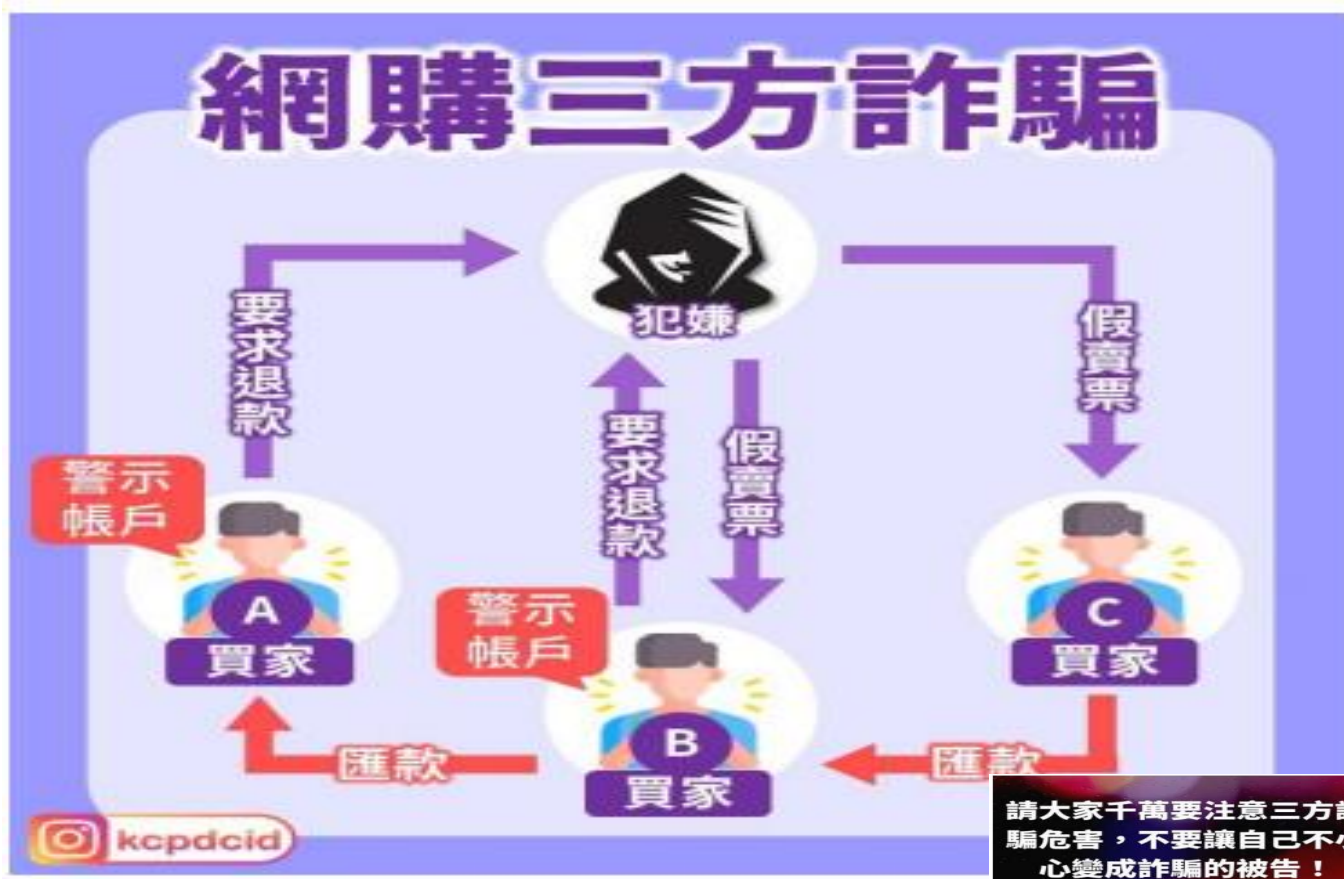 網購三方詐騙
犯嫌
要求退款
要求退款
假賣票
假賣票
警示
帳戶
A
買家
警示
帳戶
B
買家
C
買家
匯款
匯款
kcpdcid
請大家千萬要注意三方詐
騙危害,不要讓自己不小
心變成詐騙的被告!